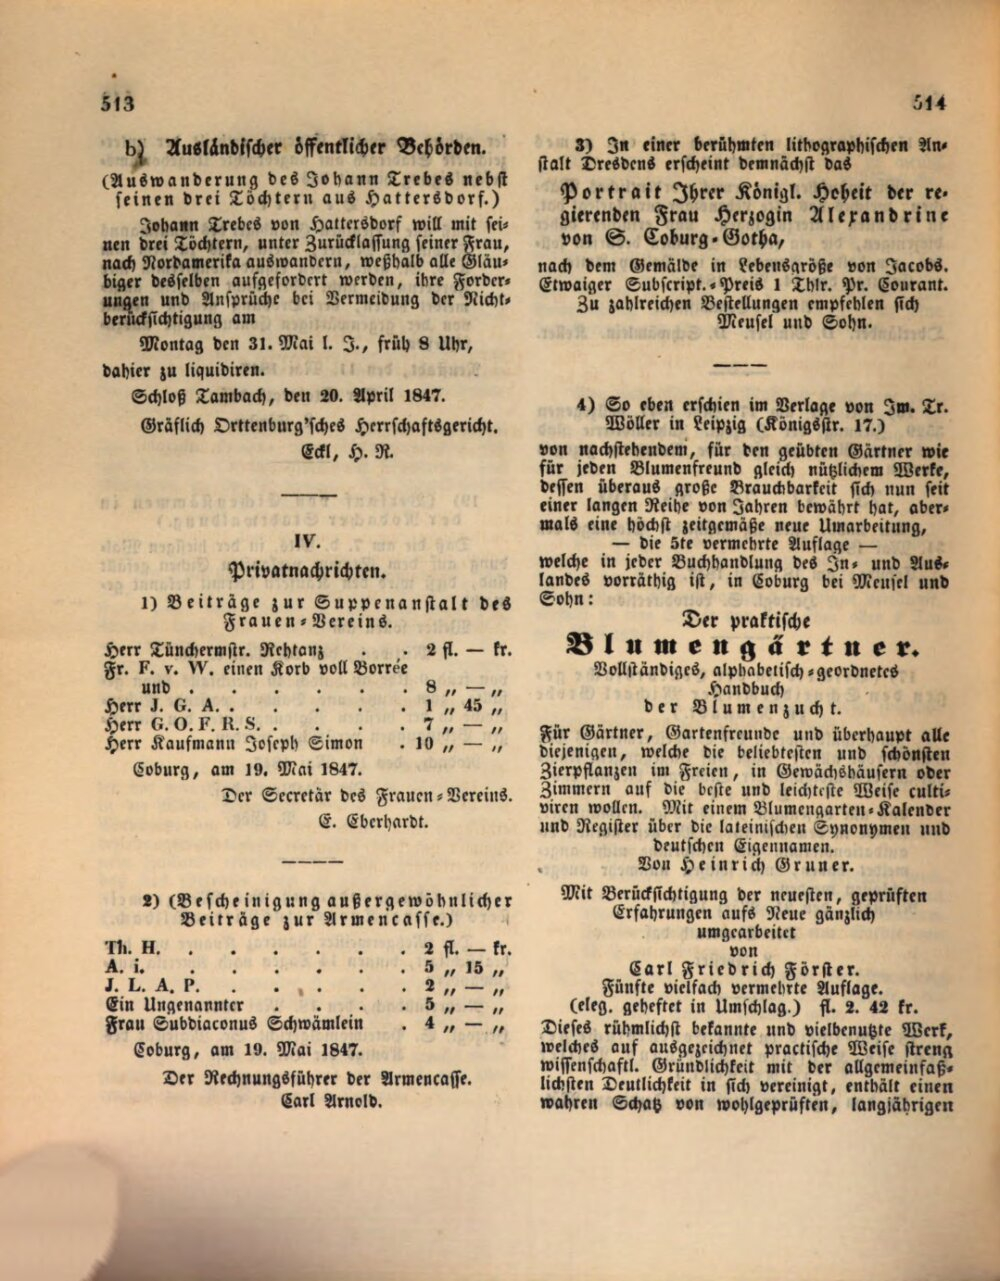 513
b) Ausländischer öffentlicher Behörden.
(Auswanderung des Johann Trebes nebst
seinen drei Töchtern aus Hattersdorf.)
Johann Trebes von Hattersdorf will mit sei-
nen drei Töchtern, unter Zurücklassung seiner Frau,
nach Nordamerika auswandern, weßhalb alle Gläu-
biger desselben aufgefordert werden, ihre Forder-
ungen und Ansprüche bei Vermeidung der Nicht-
berücksichtigung am
Montag den 31. Mai l. J., früh 8 Uhr,
dahier zu liquidiren.
Schloß Tambach, den 20. April 1847.
Gräflich Ortenburg'sches Herrschaftsgericht.
Eckl, H. R.
IV.
Privatnachrichten.
1) Beiträge zur Suppenanstalt des
Frauen-Vereins.
Herr Tünchermstr. Rehtanz . . 2 fl. — kr.
Fr. F. v. W. einen Korb voll Borrée
und . . . . . . 8 „ — „
Herr J. G. A. . . . . . 1 „ 45 „
Herr G. O. F. R. S. . . . . 7 „ — „
Herr Kaufmann Joseph Simon . 10 „ — „
Coburg, am 19. Mai 1847.
Der Secretär des Frauen-Vereins.
E. Eberhardt.
2) (Bescheinigung außergewöhnlicher
Beiträge zur Armencasse.)
Th. H. . . . . . . 2 fl. — kr.
A. i. . . . . . . 5 „ 15 „
J. L. A. P. . . . . . 2 „ — „
Ein Ungenannter . . . . 5 „ — „
Frau Subdiaconus Schwämlein . 4 „ — „
Coburg, am 19. Mai 1847.
Der Rechnungsführer der Armencasse.
Carl Arnold.
514
3) In einer berühmten lithographischen An-
stalt Dresdens erscheint demnächst das
Portrait Ihrer Königl. Hoheit der re-
gierenden Frau Herzogin Alexandrine
von S. Coburg-Gotha,
nach dem Gemälde in Lebensgröße von Jacobs.
Etwaiger Subscript.-Preis 1 Thlr. Pr. Courant.
Zu zahlreichen Bestellungen empfehlen sich
Meusel und Sohn.
4) So eben erschien im Verlage von Im. Tr.
Wöller in Leipzig (Königsstr. 17.)
von nachstehendem, für den geübten Gärtner wie
für jeden Blumenfreund gleich nützlichem Werke,
dessen überaus große Brauchbarkeit sich nun seit
einer langen Reihe von Jahren bewährt hat, aber-
mals eine höchst zeitgemäße neue Umarbeitung,
— die 5te vermehrte Auflage —
welche in jeder Buchhandlung des In- und Aus-
landes vorräthig ist, in Coburg bei Meusel und
Sohn:
Der praktische
Blumengärtner.
Vollständiges, alphabetisch-geordnetes
Handbuch
der Blumenzucht.
Für Gärtner, Gartenfreunde und überhaupt alle
diejenigen, welche die beliebtesten und schönsten
Zierpflanzen im Freien, in Gewächshäusern oder
Zimmern auf die beste und leichteste Weise culti-
viren wollen. Mit einem Blumengarten-Kalender
und Register über die lateinischen Synonymen und
deutschen Eigennamen.
Von Heinrich Gruner.
Mit Berücksichtigung der neuesten, geprüften
Erfahrungen aufs Neue gänzlich
umgearbeitet
von
Carl Friedrich Förster.
Fünfte vielfach vermehrte Auflage.
(eleg. geheftet in Umschlag.) fl. 2. 42 kr.
Dieses rühmlichst bekannte und vielbenutzte Werk,
welches auf ausgezeichnet practische Weise streng
wissenschaftl. Gründlichkeit mit der allgemeinfaß-
lichsten Deutlichkeit in sich vereinigt, enthält einen
wahren Schatz von wohlgeprüften, langjährigen